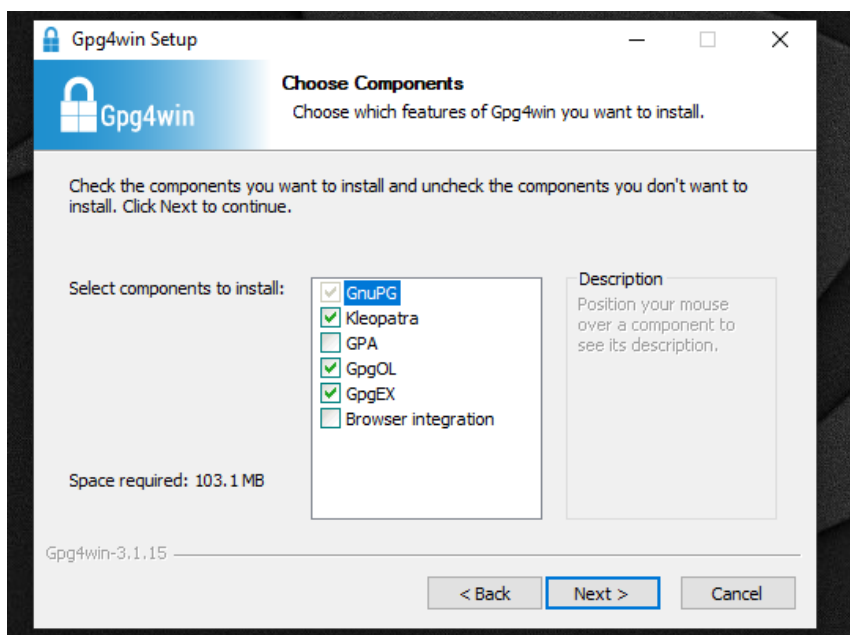 Gpg4win Setup
Gpg4win
Choose Components
Choose which features of Gpg4win you want to install.
Check the components you want to install and uncheck the components you don't want to
install. Click Next to continue.
Select components to install:
GnuPG
Kleopatra
GPA
GpgOL
GpgEX
Browser integration
Description
Position your mouse
over a component to
see its description.
Space required: 103.1 MB
Gpg4win-3.1.15
< Back
Next >
Cancel